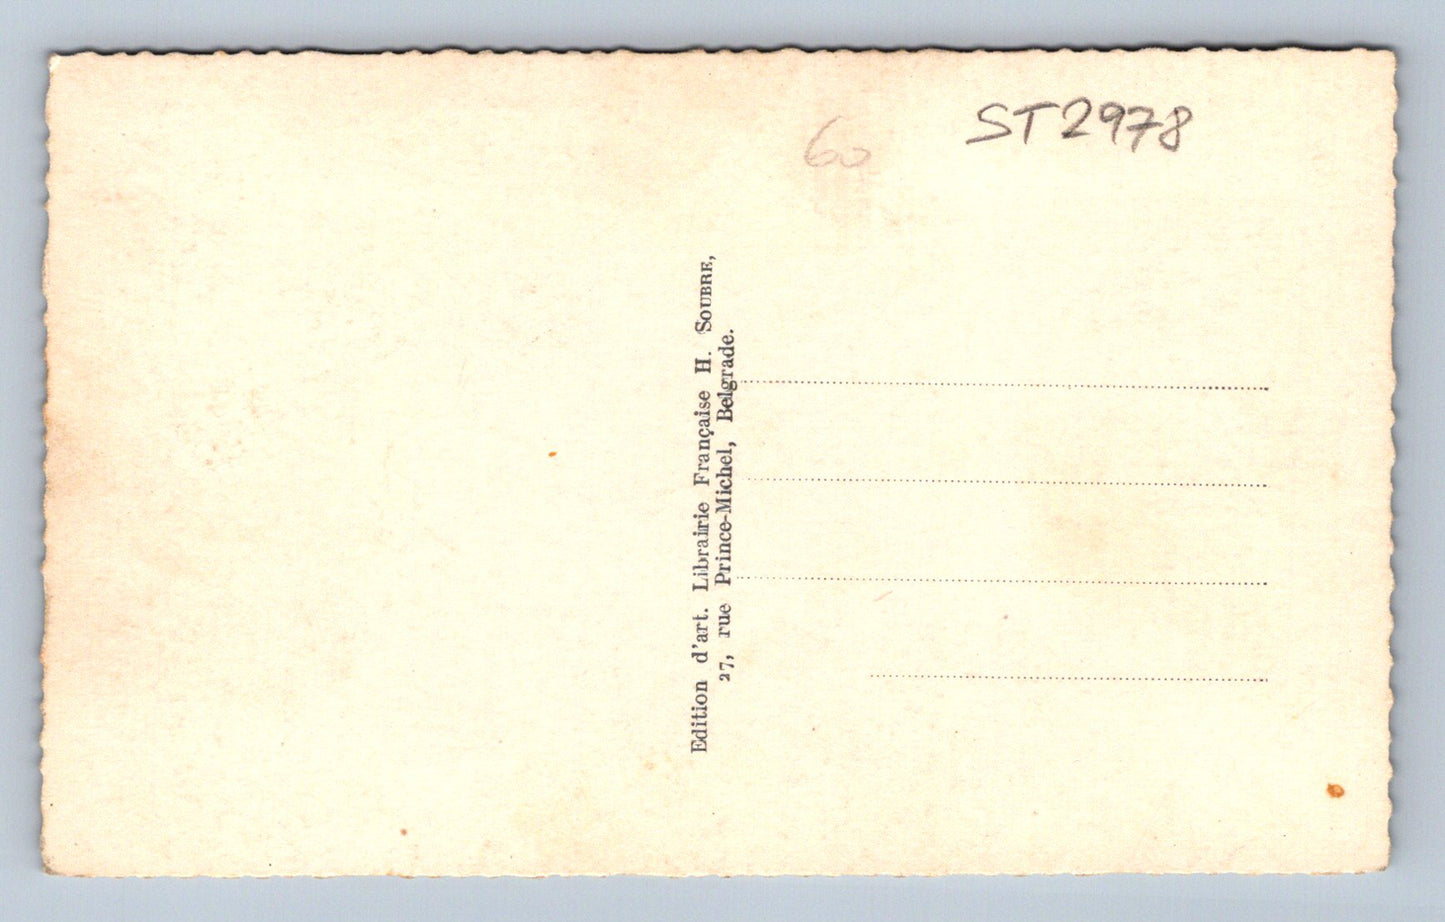 ST2978
60
Edition d'art. Librairie Française H. SOUBRE,
27, rue Prince-Michel, Belgrade.